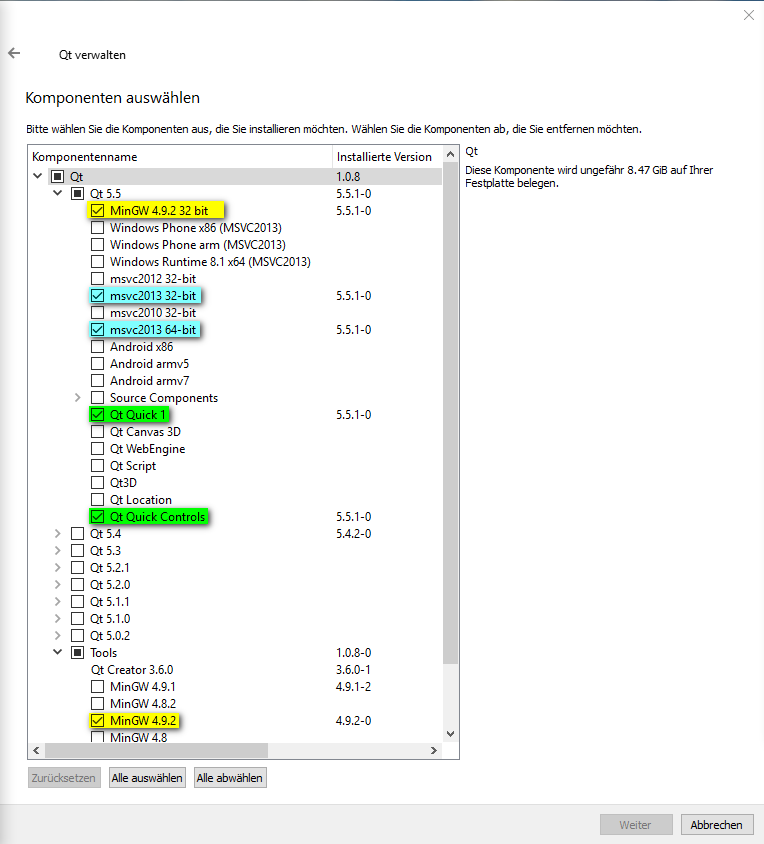 Qt verwalten
Komponenten auswählen
Bitte wählen Sie die Komponenten aus, die Sie installieren möchten. Wählen Sie die Komponenten ab, die Sie entfernen möchten.
Komponentenname Installierte Version
Qt 1.0.8
Qt 5.5 5.5.1-0
MinGW 4.9.2 32 bit 5.5.1-0
Windows Phone x86 (MSVC2013)
Windows Phone arm (MSVC2013)
Windows Runtime 8.1 x64 (MSVC2013)
msvc2012 32-bit
msvc2013 32-bit 5.5.1-0
msvc2010 32-bit
msvc2013 64-bit 5.5.1-0
Android x86
Android armv5
Android armv7
Source Components
Qt Quick 1 5.5.1-0
Qt Canvas 3D
Qt WebEngine
Qt Script
Qt3D
Qt Location
Qt Quick Controls 5.5.1-0
Qt 5.4 5.4.2-0
Qt 5.3
Qt 5.2.1
Qt 5.2.0
Qt 5.1.1
Qt 5.1.0
Qt 5.0.2
Tools 1.0.8-0
Qt Creator 3.6.0 3.6.0-1
MinGW 4.9.1 4.9.1-2
MinGW 4.8.2
MinGW 4.9.2 4.9.2-0
MinGW 4.8
Qt
Diese Komponente wird ungefähr 8.47 GiB auf Ihrer
Festplatte belegen.
Zurücksetzen Alle auswählen Alle abwählen
Weiter Abbrechen